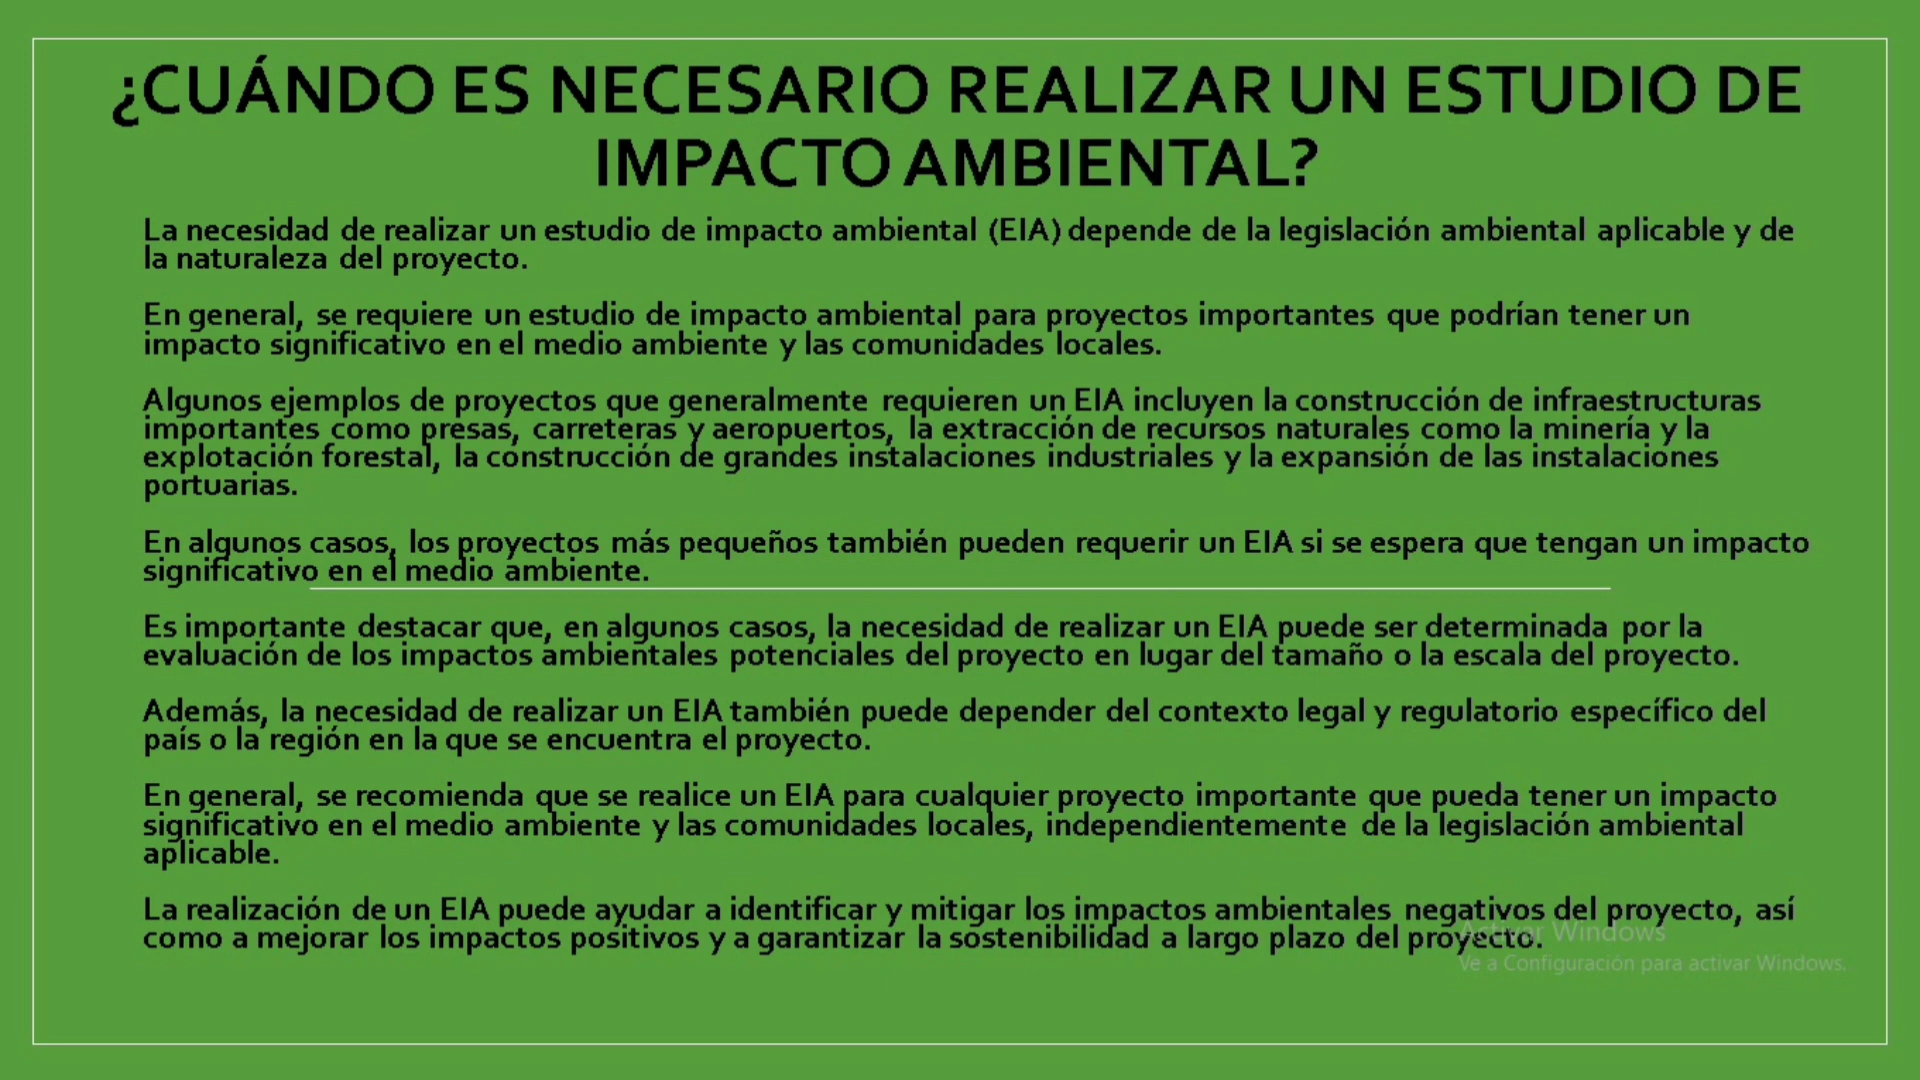 ¿CUÁNDO ES NECESARIO REALIZAR UN ESTUDIO DE
IMPACTO AMBIENTAL?
La necesidad de realizar un estudio de impacto ambiental (EIA) depende de la legislación ambiental aplicable y de
la naturaleza del proyecto.
En general, se requiere un estudio de impacto ambiental para proyectos importantes que podrían tener un
impacto significativo en el medio ambiente y las comunidades locales.
Algunos ejemplos de proyectos que generalmente requieren un EIA incluyen la construcción de infraestructuras
importantes como presas, carreteras y aeropuertos, la extracción de recursos naturales como la minería y la
explotación forestal, la construcción de grandes instalaciones industriales y la expansión de las instalaciones
portuarias.
En algunos casos, los proyectos más pequeños también pueden requerir un EIA si se espera que tengan un impacto
significativo en el medio ambiente.
Es importante destacar que, en algunos casos, la necesidad de realizar un EIA puede ser determinada por la
evaluación de los impactos ambientales potenciales del proyecto en lugar del tamaño o la escala del proyecto.
Además, la necesidad de realizar un EIA también puede depender del contexto legal y regulatorio específico del
país o la región en la que se encuentra el proyecto.
En general, se recomienda que se realice un EIA para cualquier proyecto importante que pueda tener un impacto
significativo en el medio ambiente y las comunidades locales, independientemente de la legislación ambiental
aplicable.
La realización de un EIA puede ayudar a identificar y mitigar los impactos ambientales negativos del proyecto, así
como a mejorar los impactos positivos y a garantizar la sostenibilidad a largo plazo del proyecto.
Activar Windows
Ve a Configuración para activar Windows.